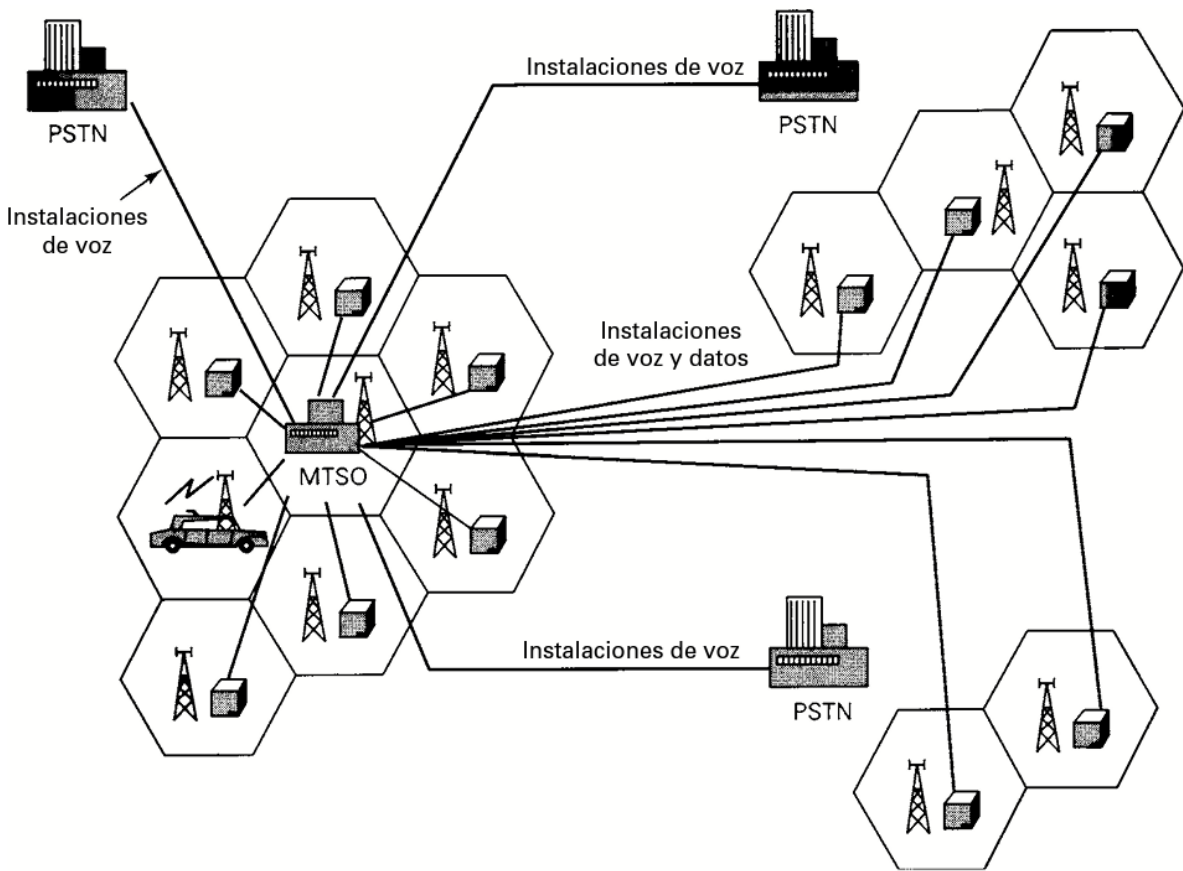 PSTN
Instalaciones
de voz
Instalaciones de voz
PSTN
Instalaciones
de voz y datos
MTSO
Instalaciones de voz
PSTN